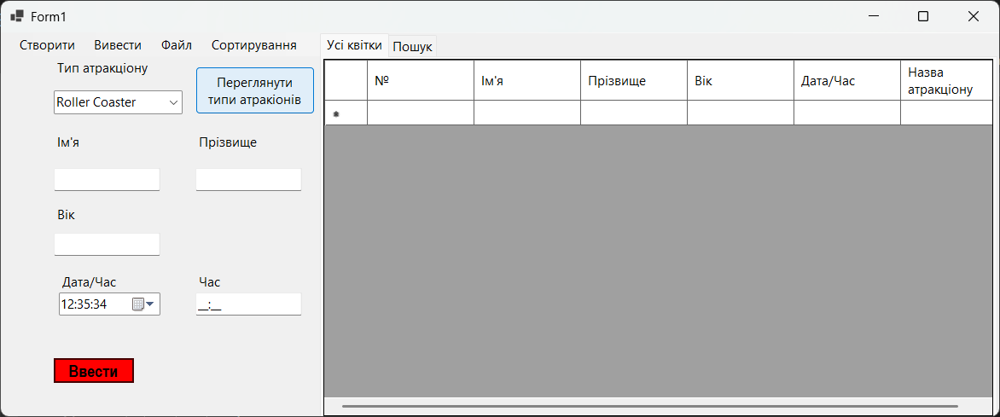 Form1
Створити Вивести Файл Сортирування
Усі квітки Пошук
Тип атракціону
Roller Coaster
Переглянути
типи атракіонів
Ім'я Прізвище
Вік
Дата/Час Час
12:35:34 __:__
Ввести
№ Ім'я Прізвище Вік Дата/Час Назва
атракціону